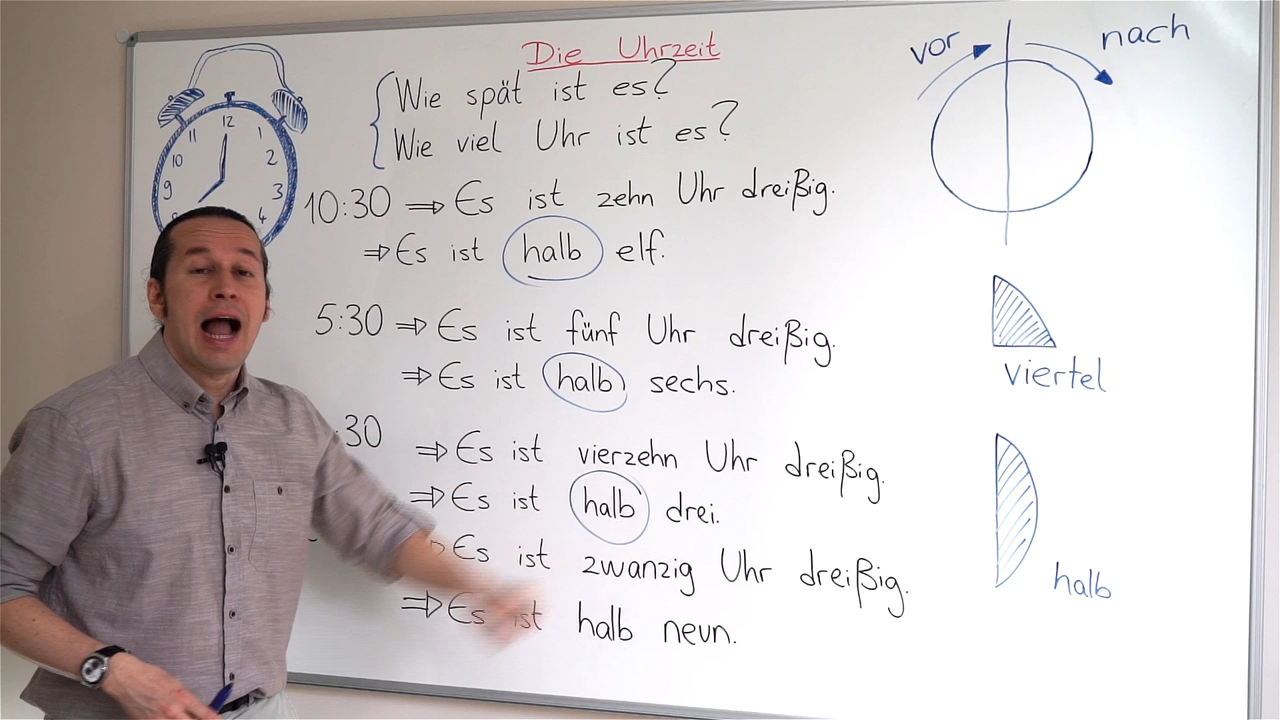 Die Uhrzeit
Wie spät ist es?
Wie viel Uhr ist es?
10:30 ⇒ Es ist zehn Uhr dreißig.
⇒ Es ist halb elf.
5:30 ⇒ Es ist fünf Uhr dreißig.
⇒ Es ist halb sechs.
:30 ⇒ Es ist vierzehn Uhr dreißig.
⇒ Es ist halb drei.
⇒ Es ist zwanzig Uhr dreißig.
⇒ Es ist halb neun.
vor nach
viertel
halb
12
11 1
10 2
9 3
4